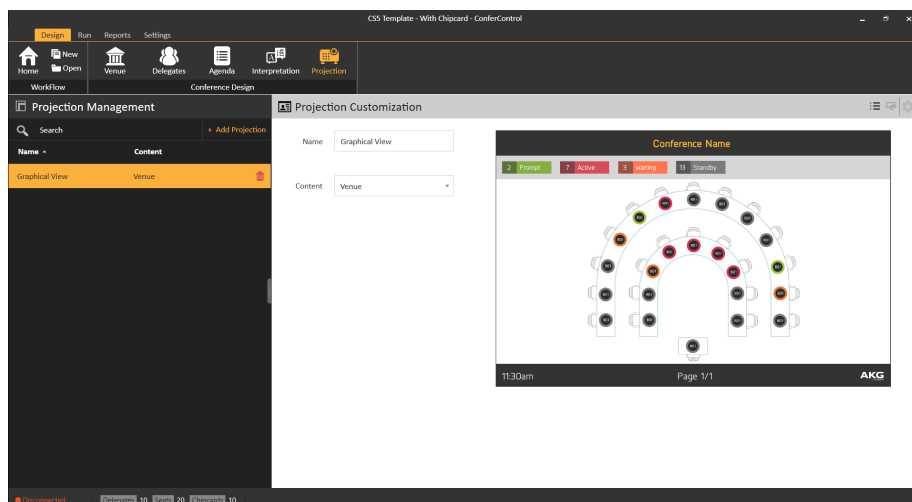 CS5 Template - With Chipcard - ConferControl
Design Run Reports Settings
Home New Open Venue Delegates Agenda Interpretation Projection
WorkFlow Conference Design
Projection Management
Search + Add Projection
Name Content
Graphical View Venue
Projection Customization
Name Graphical View
Content Venue
Conference Name
2 Prompt 7 Active 3 Waiting 13 Standby
11:30am Page 1/1 AKG
Disconnected Delegates 10 Seats 20 Chipcards 10